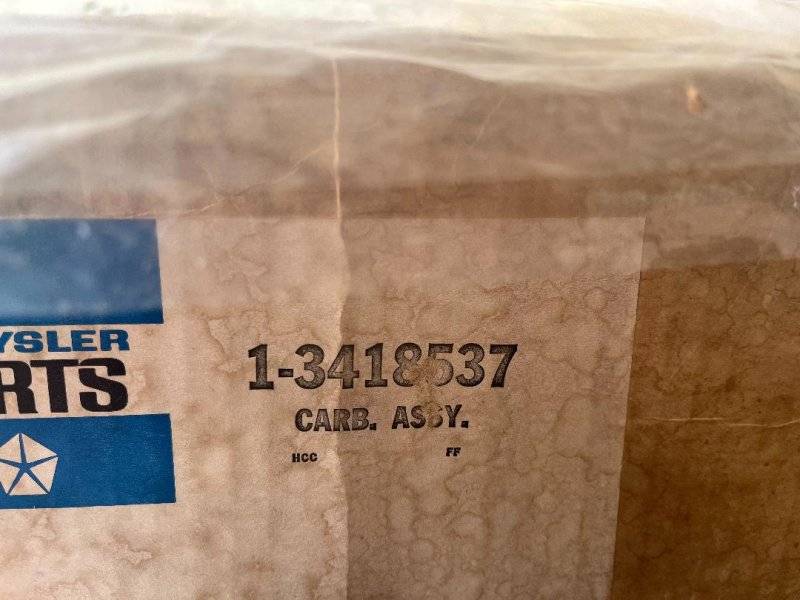 YSLER
RTS
1-3418537
CARB. ASSY.
HCC FF